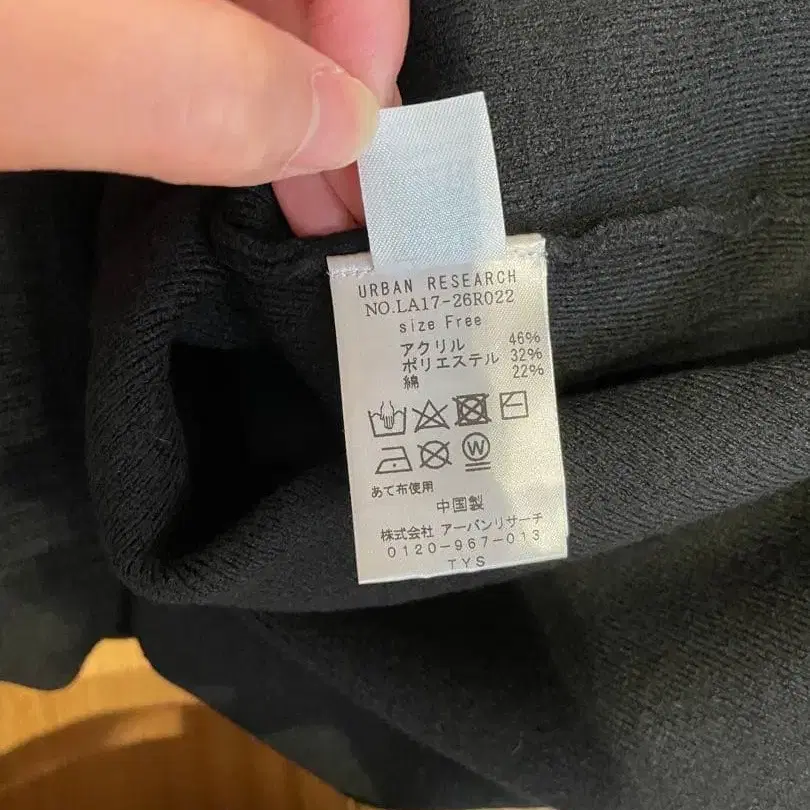 URBAN RESEARCH
NO.LA17-26R022
size Free
アクリル 46%
ポリエステル 32%
綿 22%
W
あて布使用
中国製
株式会社 アーバンリサーチ
0120-967-013
TYS